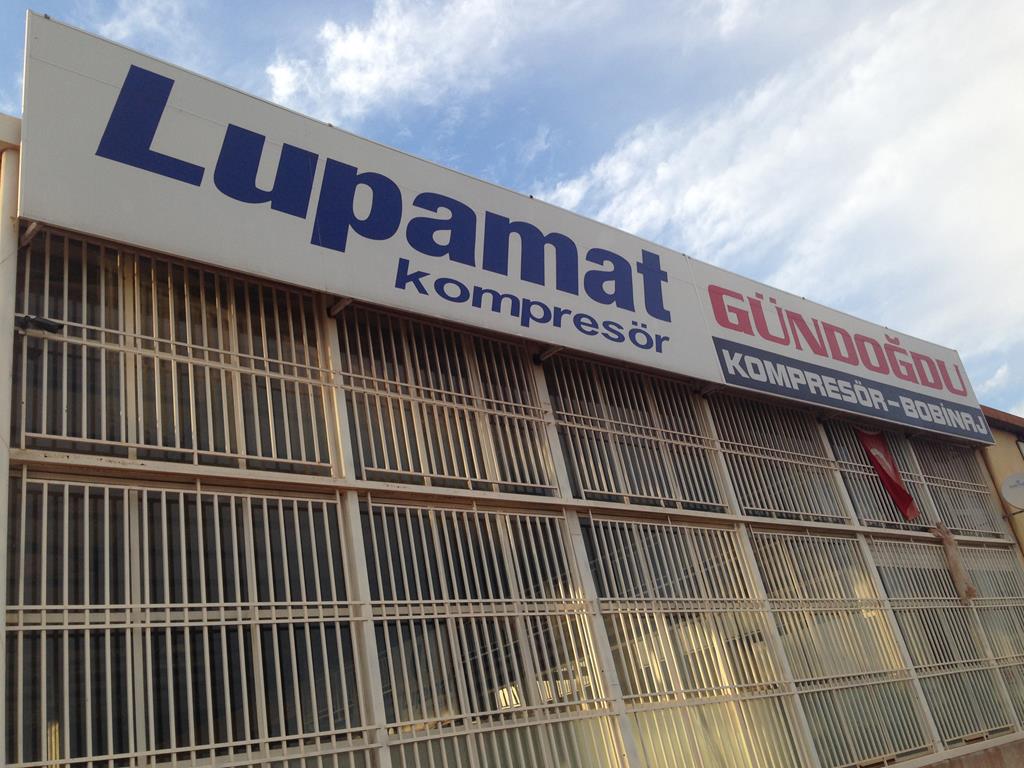 Lupamat
kompresör
GÜNDOĞDU
KOMPRESÖR-BOBİNAJ